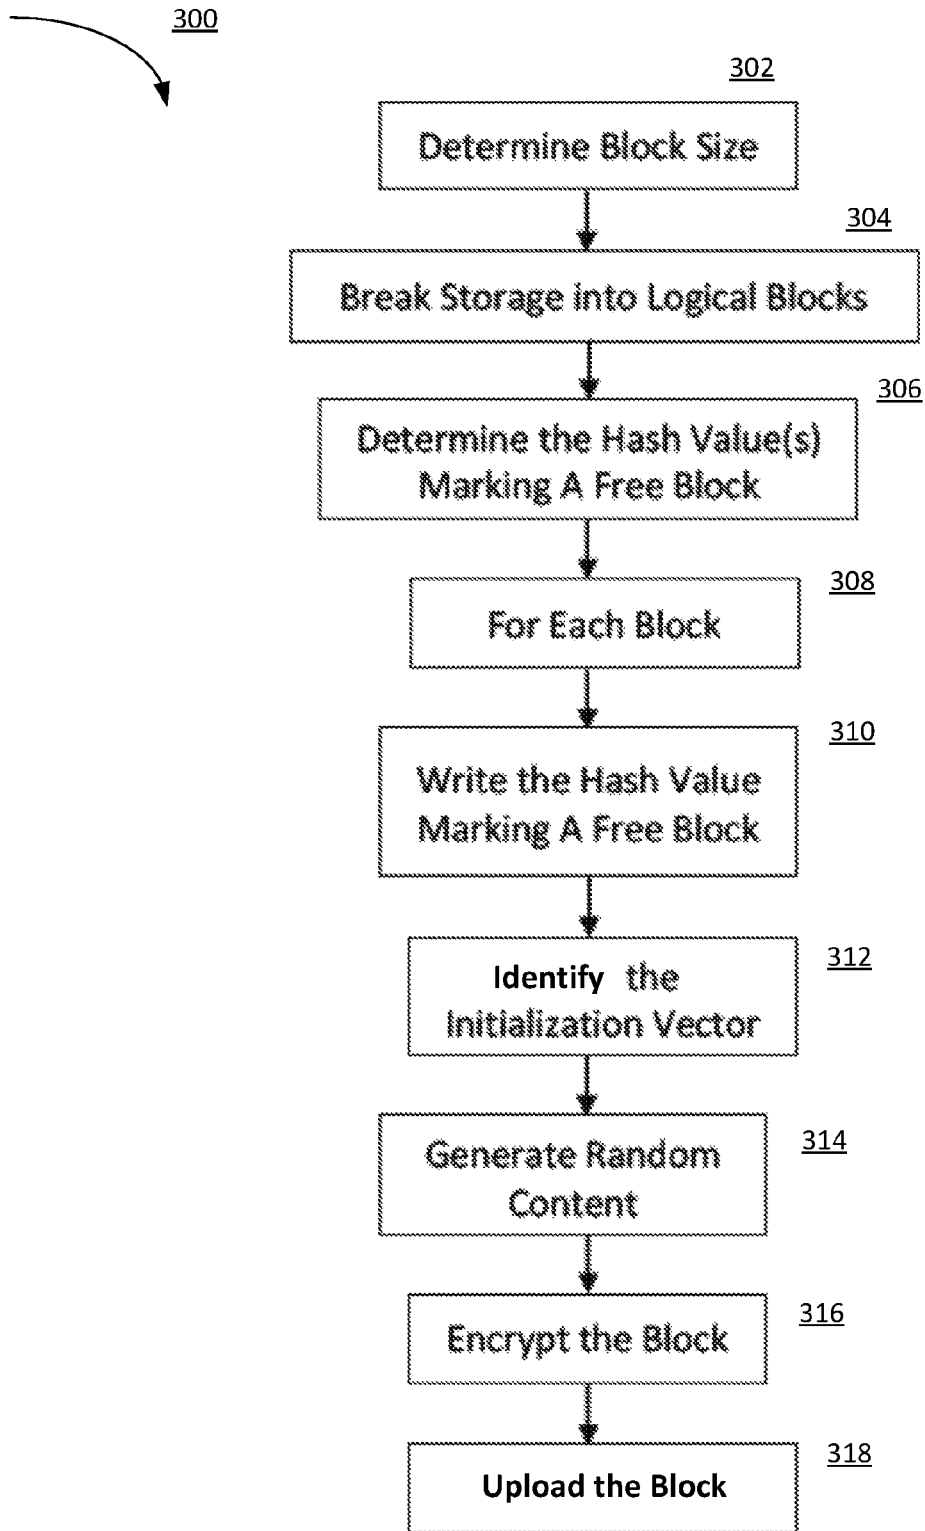 300
302
Determine Block Size
304
Break Storage into Logical Blocks
306
Determine the Hash Value(s)
Marking A Free Block
308
For Each Block
310
Write the Hash Value
Marking A Free Block
312
Identify the
Initialization Vector
314
Generate Random
Content
316
Encrypt the Block
318
Upload the Block